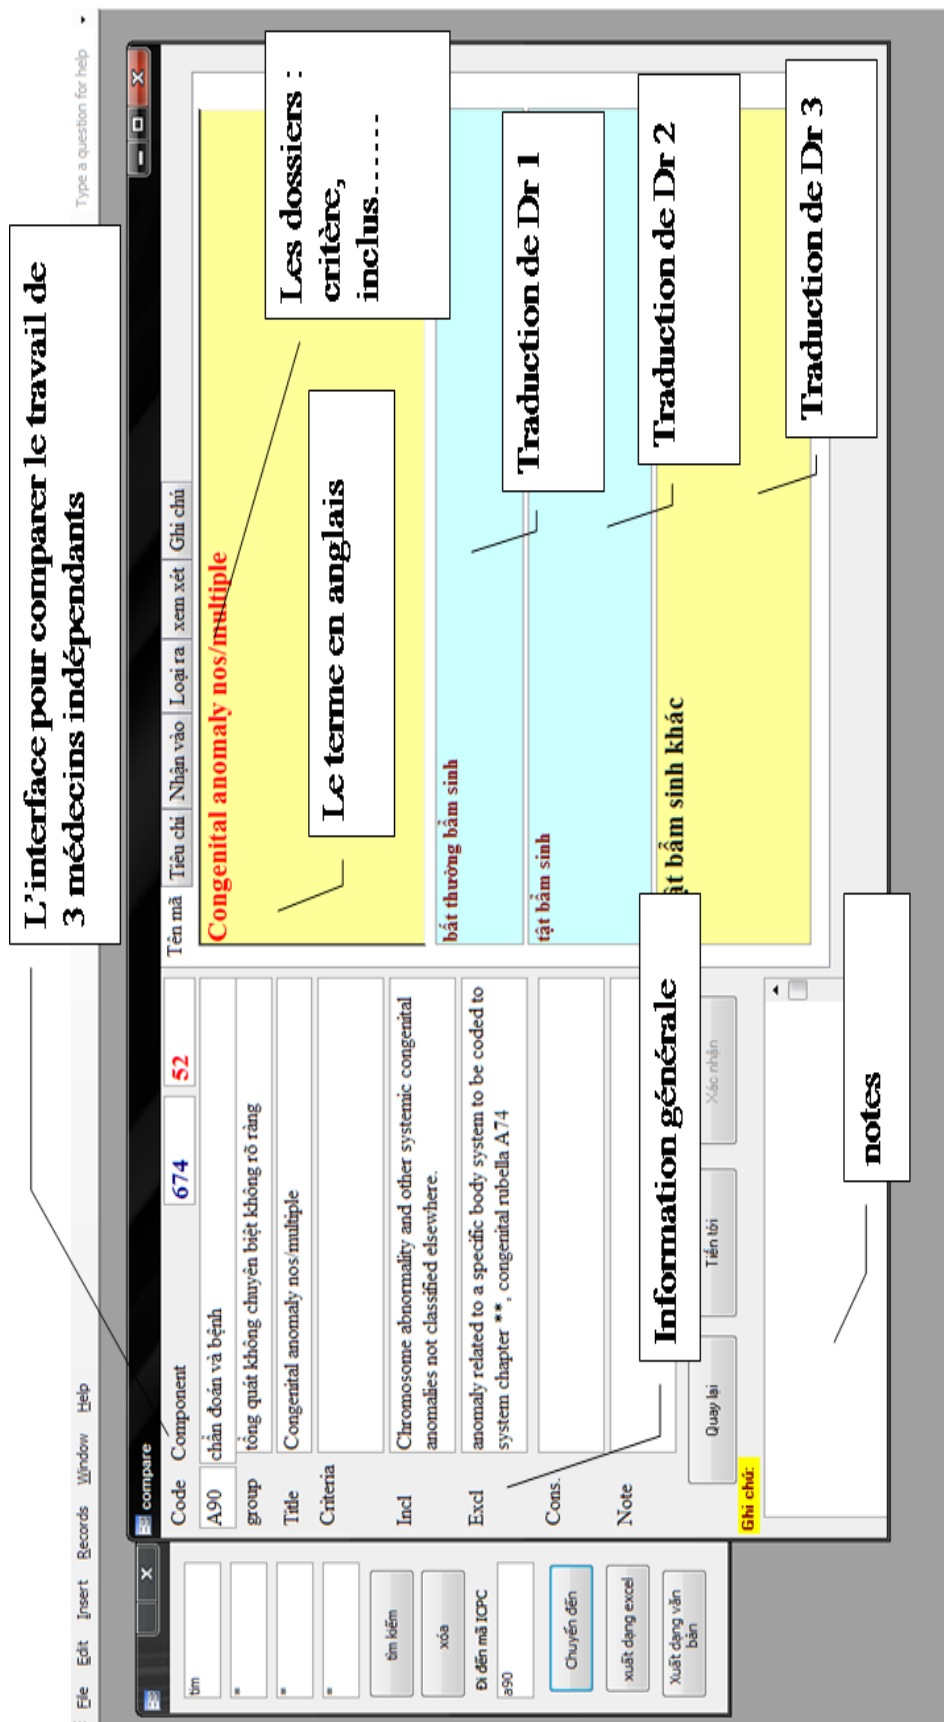 L'interface pour comparer le travail de
3 médecins indépendants
File Edit Insert Records Window Help
Type a question for help
tim
*
*
*
tìm kiếm
xóa
Đi đến mã ICPC
a90
Chuyển đến
xuất dạng excel
Xuất dạng văn
bản
compare
Code Component 674 52
A90 chẩn đoán và bệnh
group tổng quát không chuyên biệt không rõ ràng
Title Congenital anomaly nos/multiple
Criteria
Incl Chromosome abnormality and other systemic congenital
anomalies not classified elsewhere.
Excl anomaly related to a specific body system to be coded to
system chapter **, congenital rubella A74
Cons.
Note
Quay lại Tiến tới Xác nhận
Ghi chú:
Tên mã Tiêu chí Nhận vào Loại ra xem xét Ghi chú
Congenital anomaly nos/multiple
Les dossiers :
critère,
inclus......
Le terme en anglais
bất thường bẩm sinh
Traduction de Dr 1
tật bẩm sinh
Traduction de Dr 2
ật bẩm sinh khác
Traduction de Dr 3
Information générale
notes